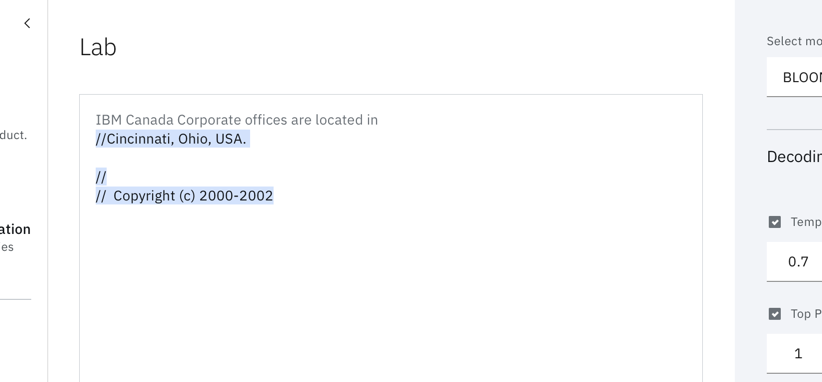 duct.
ation
es
Lab
IBM Canada Corporate offices are located in
//Cincinnati, Ohio, USA.
//
//  Copyright (c) 2000-2002
Select mo
BLOO
Decodin
Temp
0.7
Top P
1